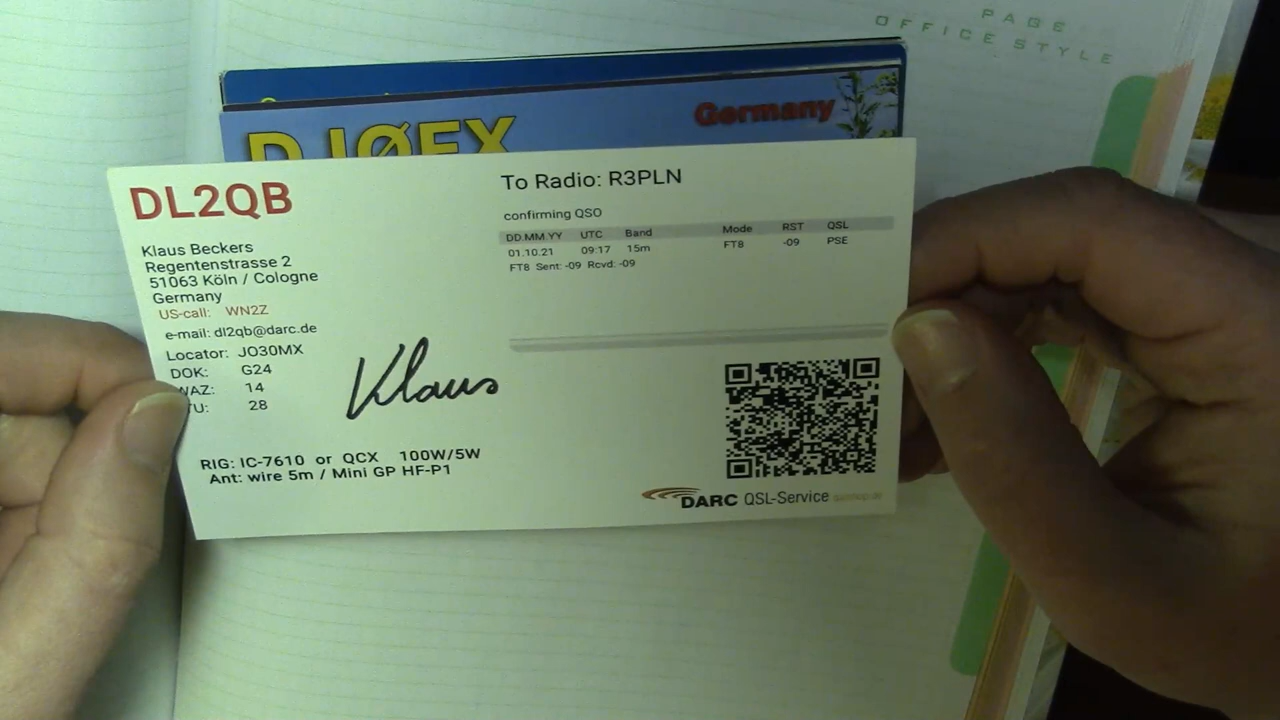 PAGE
OFFICE STYLE
Germany
DJØEX
DL2QB
Klaus Beckers
Regentenstrasse 2
51063 Köln / Cologne
Germany
US-call: WN2Z
e-mail: dl2qb@darc.de
Locator: JO30MX
DOK: G24
WAZ: 14
TU: 28
Klaus
RIG: IC-7610 or QCX 100W/5W
Ant: wire 5m / Mini GP HF-P1
To Radio: R3PLN
confirming QSO
DD.MM.YY UTC Band Mode RST QSL
01.10.21 09:17 15m FT8 -09 PSE
FT8 Sent: -09 Rcvd: -09
DARC QSL-Service